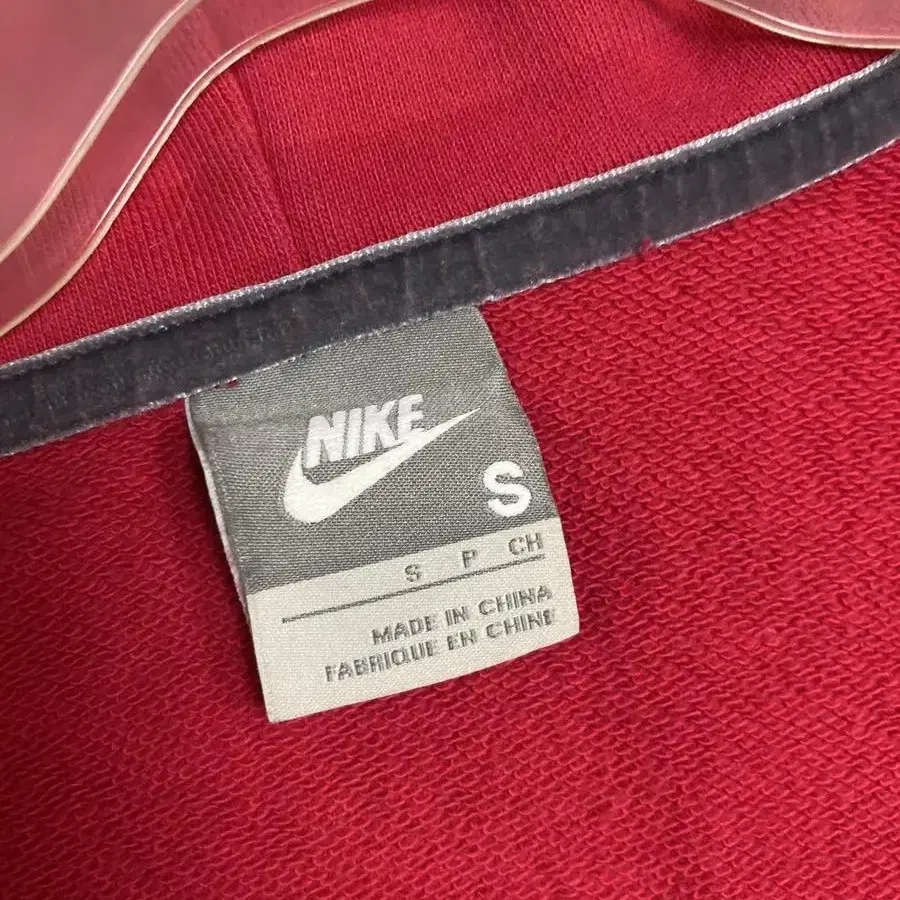 NIKE
S
S P CH
MADE IN CHINA
FABRIQUE EN CHINE